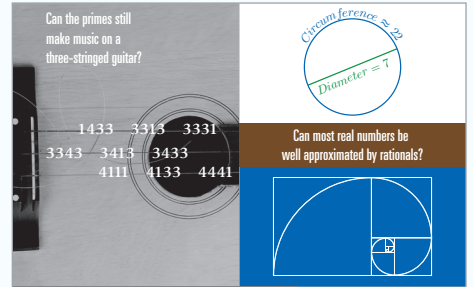 Can the primes still
make music on a
three-stringed guitar?
1433 3313 3331
3343 3413 3433
4111 4133 4441
Circumference ≈ 22
Diameter = 7
Can most real numbers be
well approximated by rationals?